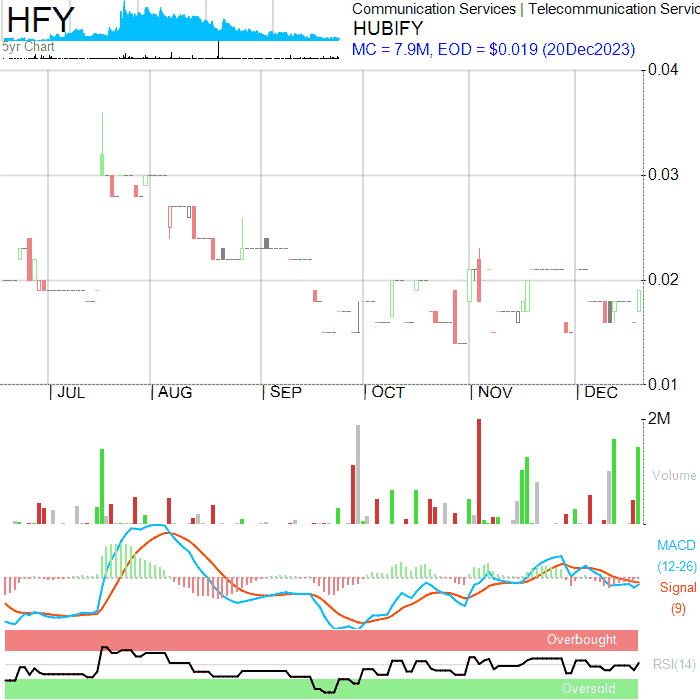 HFY
5yr Chart
Communication Services | Telecommunication Servic
HUBIFY
MC = 7.9M, EOD = $0.019 (20Dec2023)
0.04
0.03
0.02
0.01
JUL AUG SEP OCT NOV DEC
2M
Volume
MACD
(12-26)
Signal
(9)
Overbought
RSI(14)
Oversold